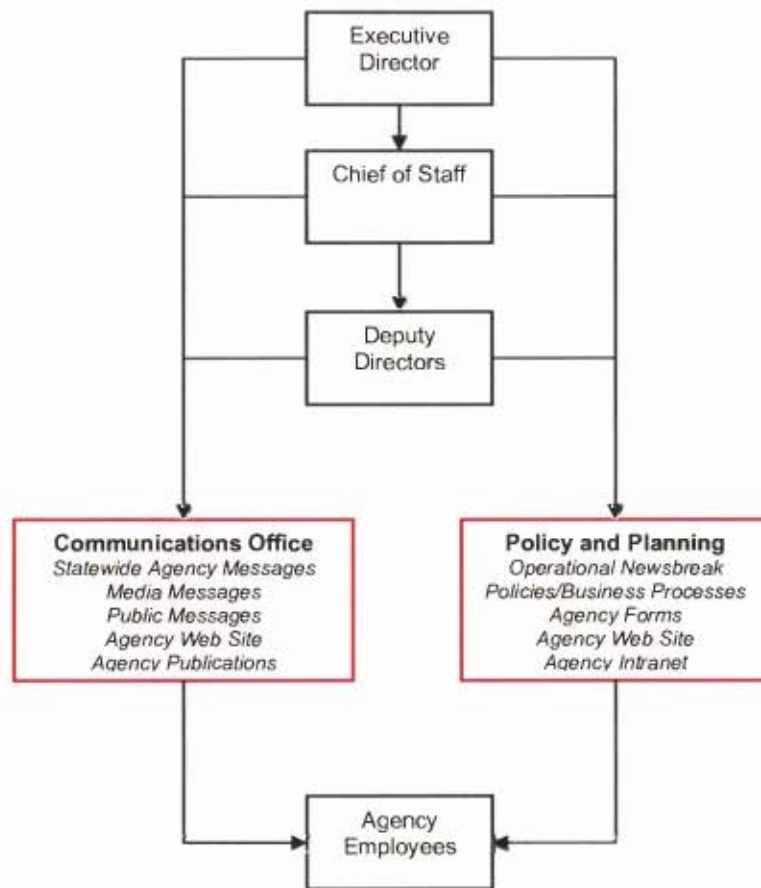 Executive
Director
Chief of Staff
Deputy
Directors
Communications Office
Statewide Agency Messages
Media Messages
Public Messages
Agency Web Site
Agency Publications
Policy and Planning
Operational Newsbreak
Policies/Business Processes
Agency Forms
Agency Web Site
Agency Intranet
Agency
Employees